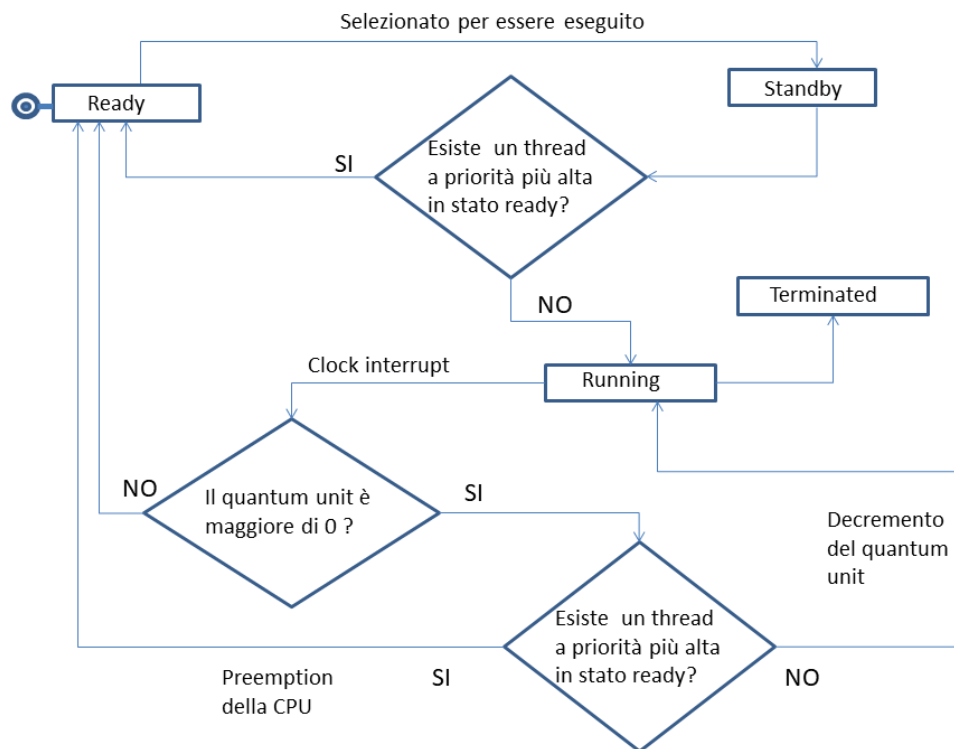 Selezionato per essere eseguito
Ready
Standby
Esiste un thread
a priorità più alta
in stato ready?
SI
NO
Terminated
Clock interrupt
Running
NO
Il quantum unit è
maggiore di 0 ?
SI
Decremento
del quantum
unit
Esiste un thread
a priorità più alta
in stato ready?
Preemption
della CPU
SI
NO